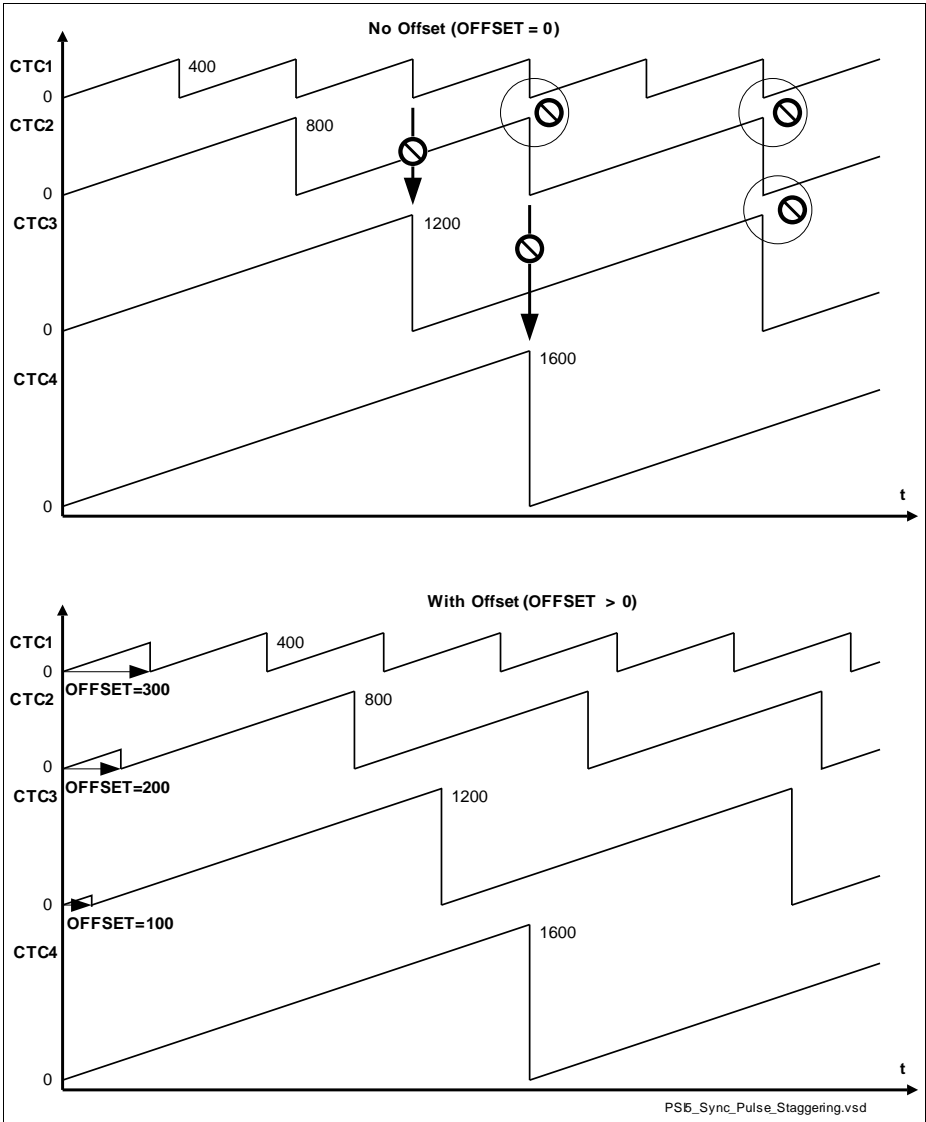 No Offset (OFFSET = 0)
CTC1
400
0
CTC2
800
0
CTC3
1200
0
CTC4
1600
0
t
With Offset (OFFSET > 0)
CTC1
400
0
OFFSET=300
CTC2
800
0
OFFSET=200
CTC3
1200
0
OFFSET=100
CTC4
1600
0
t
PSI5_Sync_Pulse_Staggering.vsd